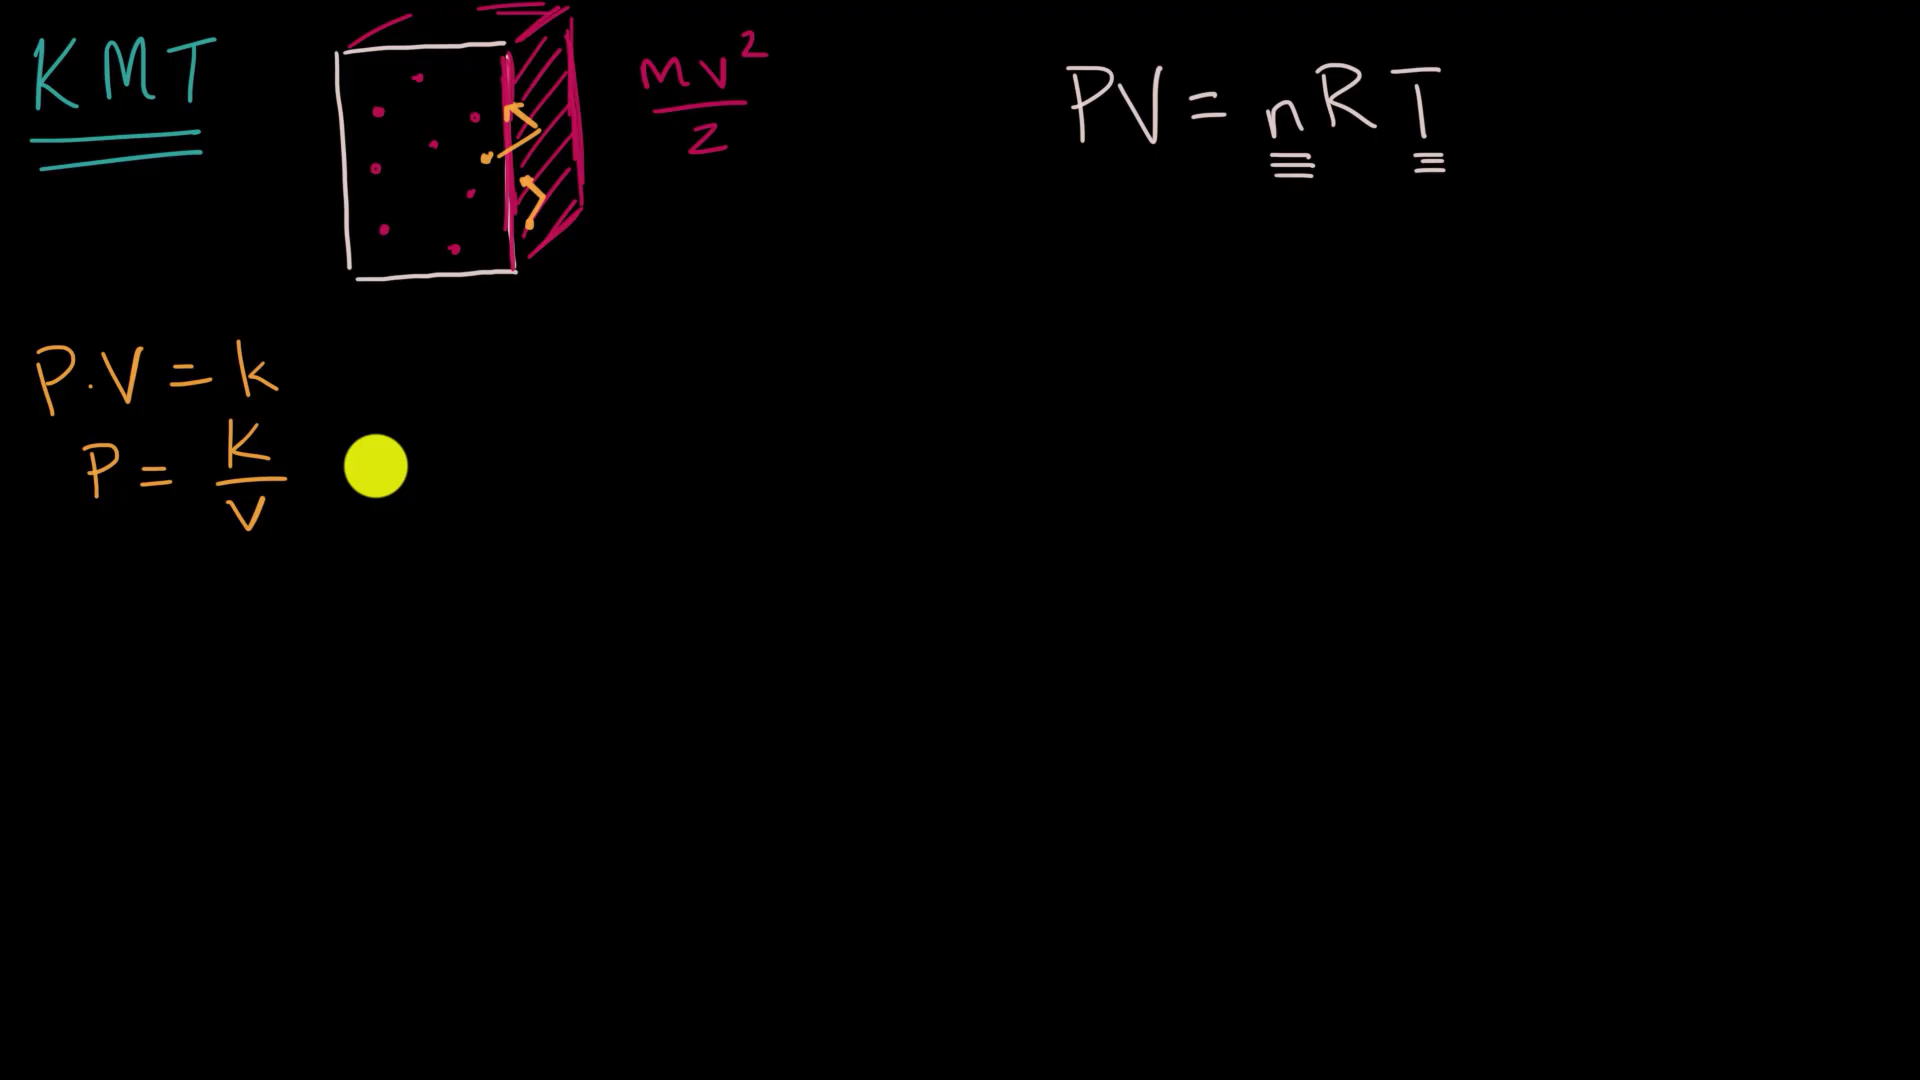 KMT
mv²/2
PV = nRT
P.V = k
P = K/V